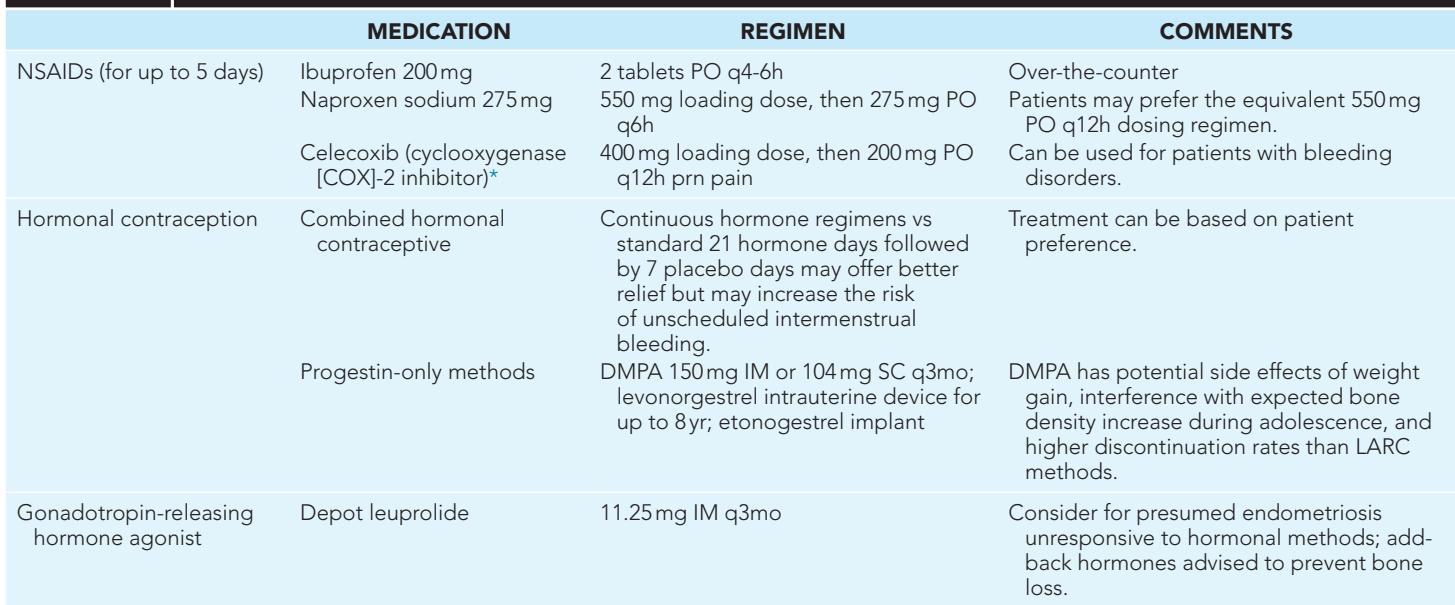 MEDICATION REGIMEN COMMENTS
NSAIDs (for up to 5 days) Ibuprofen 200 mg 2 tablets PO q4-6h Over-the-counter
Naproxen sodium 275 mg 550 mg loading dose, then 275 mg PO Patients may prefer the equivalent 550 mg
q6h PO q12h dosing regimen.
Celecoxib (cyclooxygenase 400 mg loading dose, then 200 mg PO Can be used for patients with bleeding
[COX]-2 inhibitor)* q12h prn pain disorders.
Hormonal contraception Combined hormonal Continuous hormone regimens vs Treatment can be based on patient
contraceptive standard 21 hormone days followed preference.
by 7 placebo days may offer better
relief but may increase the risk
of unscheduled intermenstrual
bleeding.
Progestin-only methods DMPA 150 mg IM or 104 mg SC q3mo; DMPA has potential side effects of weight
levonorgestrel intrauterine device for gain, interference with expected bone
up to 8 yr; etonogestrel implant density increase during adolescence, and
higher discontinuation rates than LARC
methods.
Gonadotropin-releasing Depot leuprolide 11.25 mg IM q3mo Consider for presumed endometriosis
hormone agonist unresponsive to hormonal methods; add-
back hormones advised to prevent bone
loss.